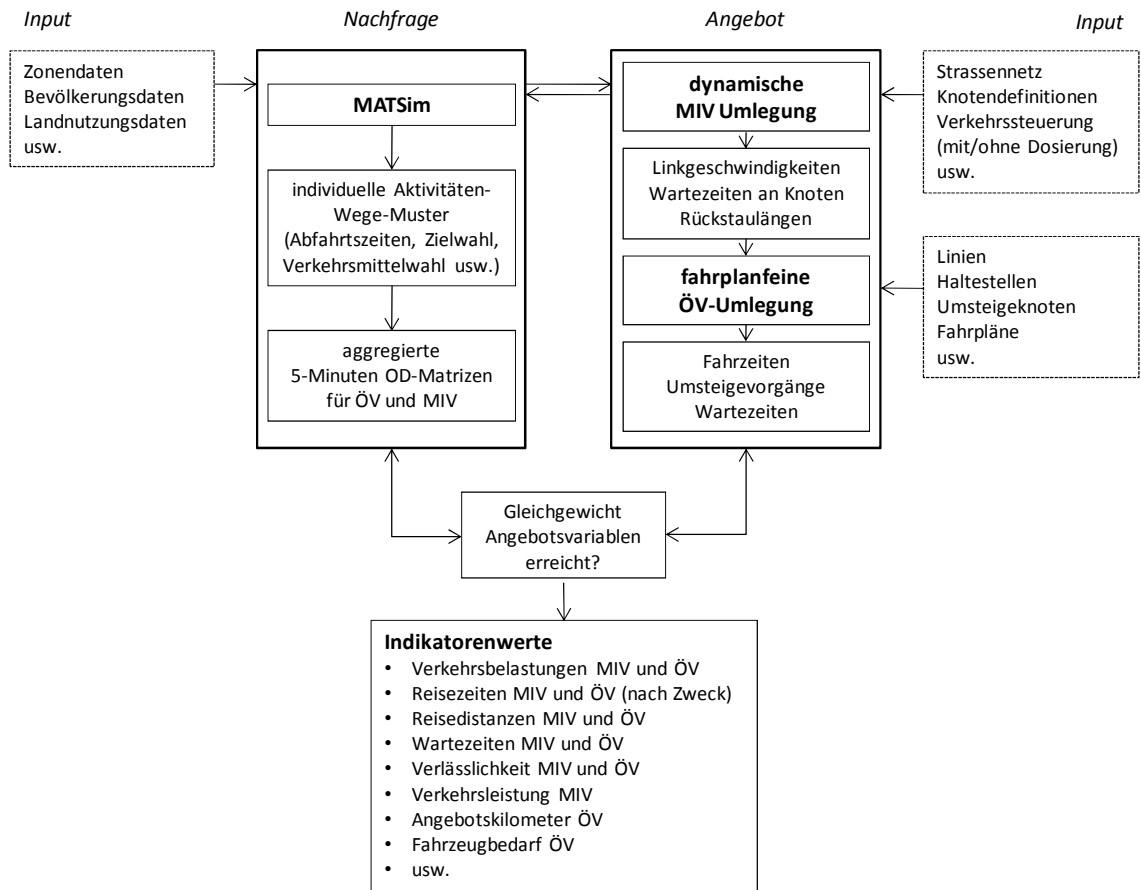 Input
Nachfrage
Angebot
Input
Zonendaten
Bevölkerungsdaten
Landnutzungsdaten
usw.
MATSim
individuelle Aktivitäten-
Wege-Muster
(Abfahrtszeiten, Zielwahl,
Verkehrsmittelwahl usw.)
aggregierte
5-Minuten OD-Matrizen
für ÖV und MIV
dynamische
MIV Umlegung
Linkgeschwindigkeiten
Wartezeiten an Knoten
Rückstaulängen
fahrplanfeine
ÖV-Umlegung
Fahrzeiten
Umsteigevorgänge
Wartezeiten
Strassennetz
Knotendefinitionen
Verkehrssteuerung
(mit/ohne Dosierung)
usw.
Linien
Haltestellen
Umsteigeknoten
Fahrpläne
usw.
Gleichgewicht
Angebotsvariablen
erreicht?
Indikatorenwerte
• Verkehrsbelastungen MIV und ÖV
• Reisezeiten MIV und ÖV (nach Zweck)
• Reisedistanzen MIV und ÖV
• Wartezeiten MIV und ÖV
• Verlässlichkeit MIV und ÖV
• Verkehrsleistung MIV
• Angebotskilometer ÖV
• Fahrzeugbedarf ÖV
• usw.